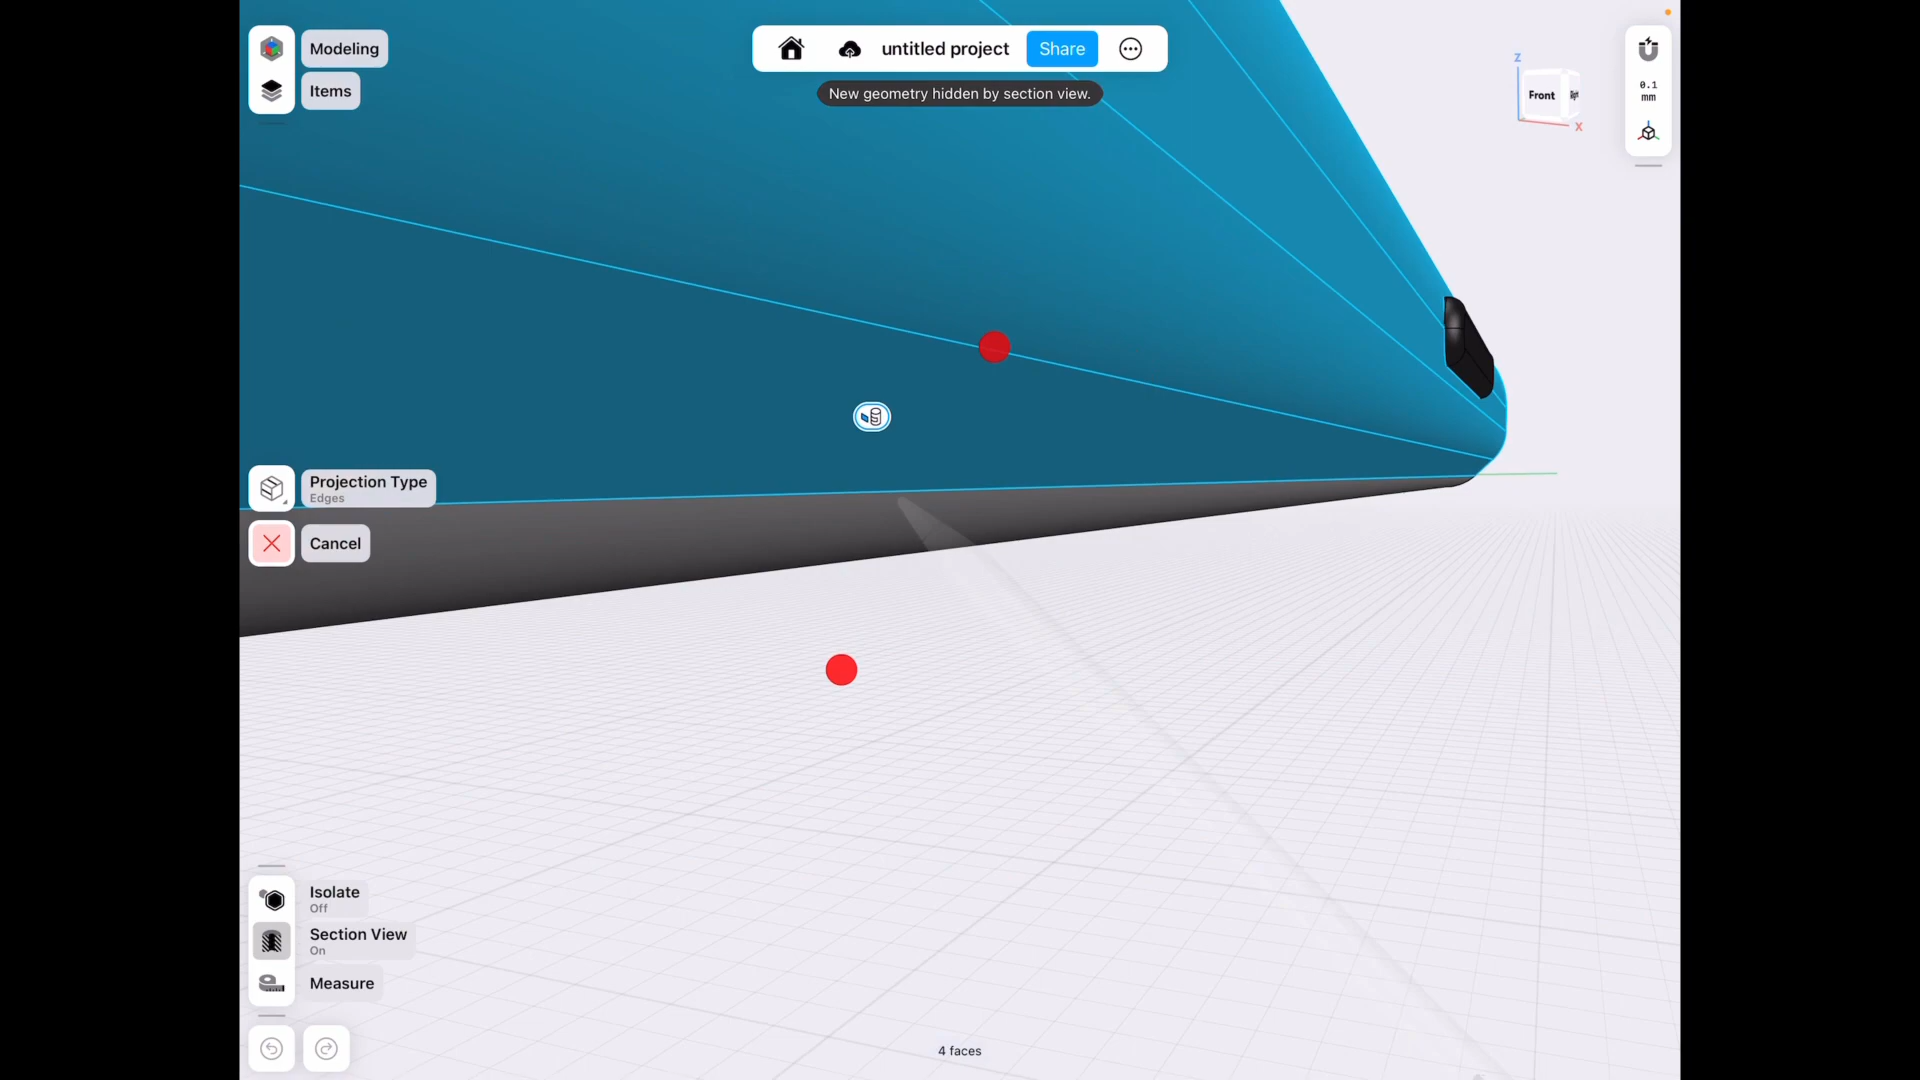 Modeling
Items
untitled project
Share
New geometry hidden by section view.
Z
Front
X
0.1
mm
Projection Type
Edges
Cancel
Isolate
Off
Section View
On
Measure
4 faces